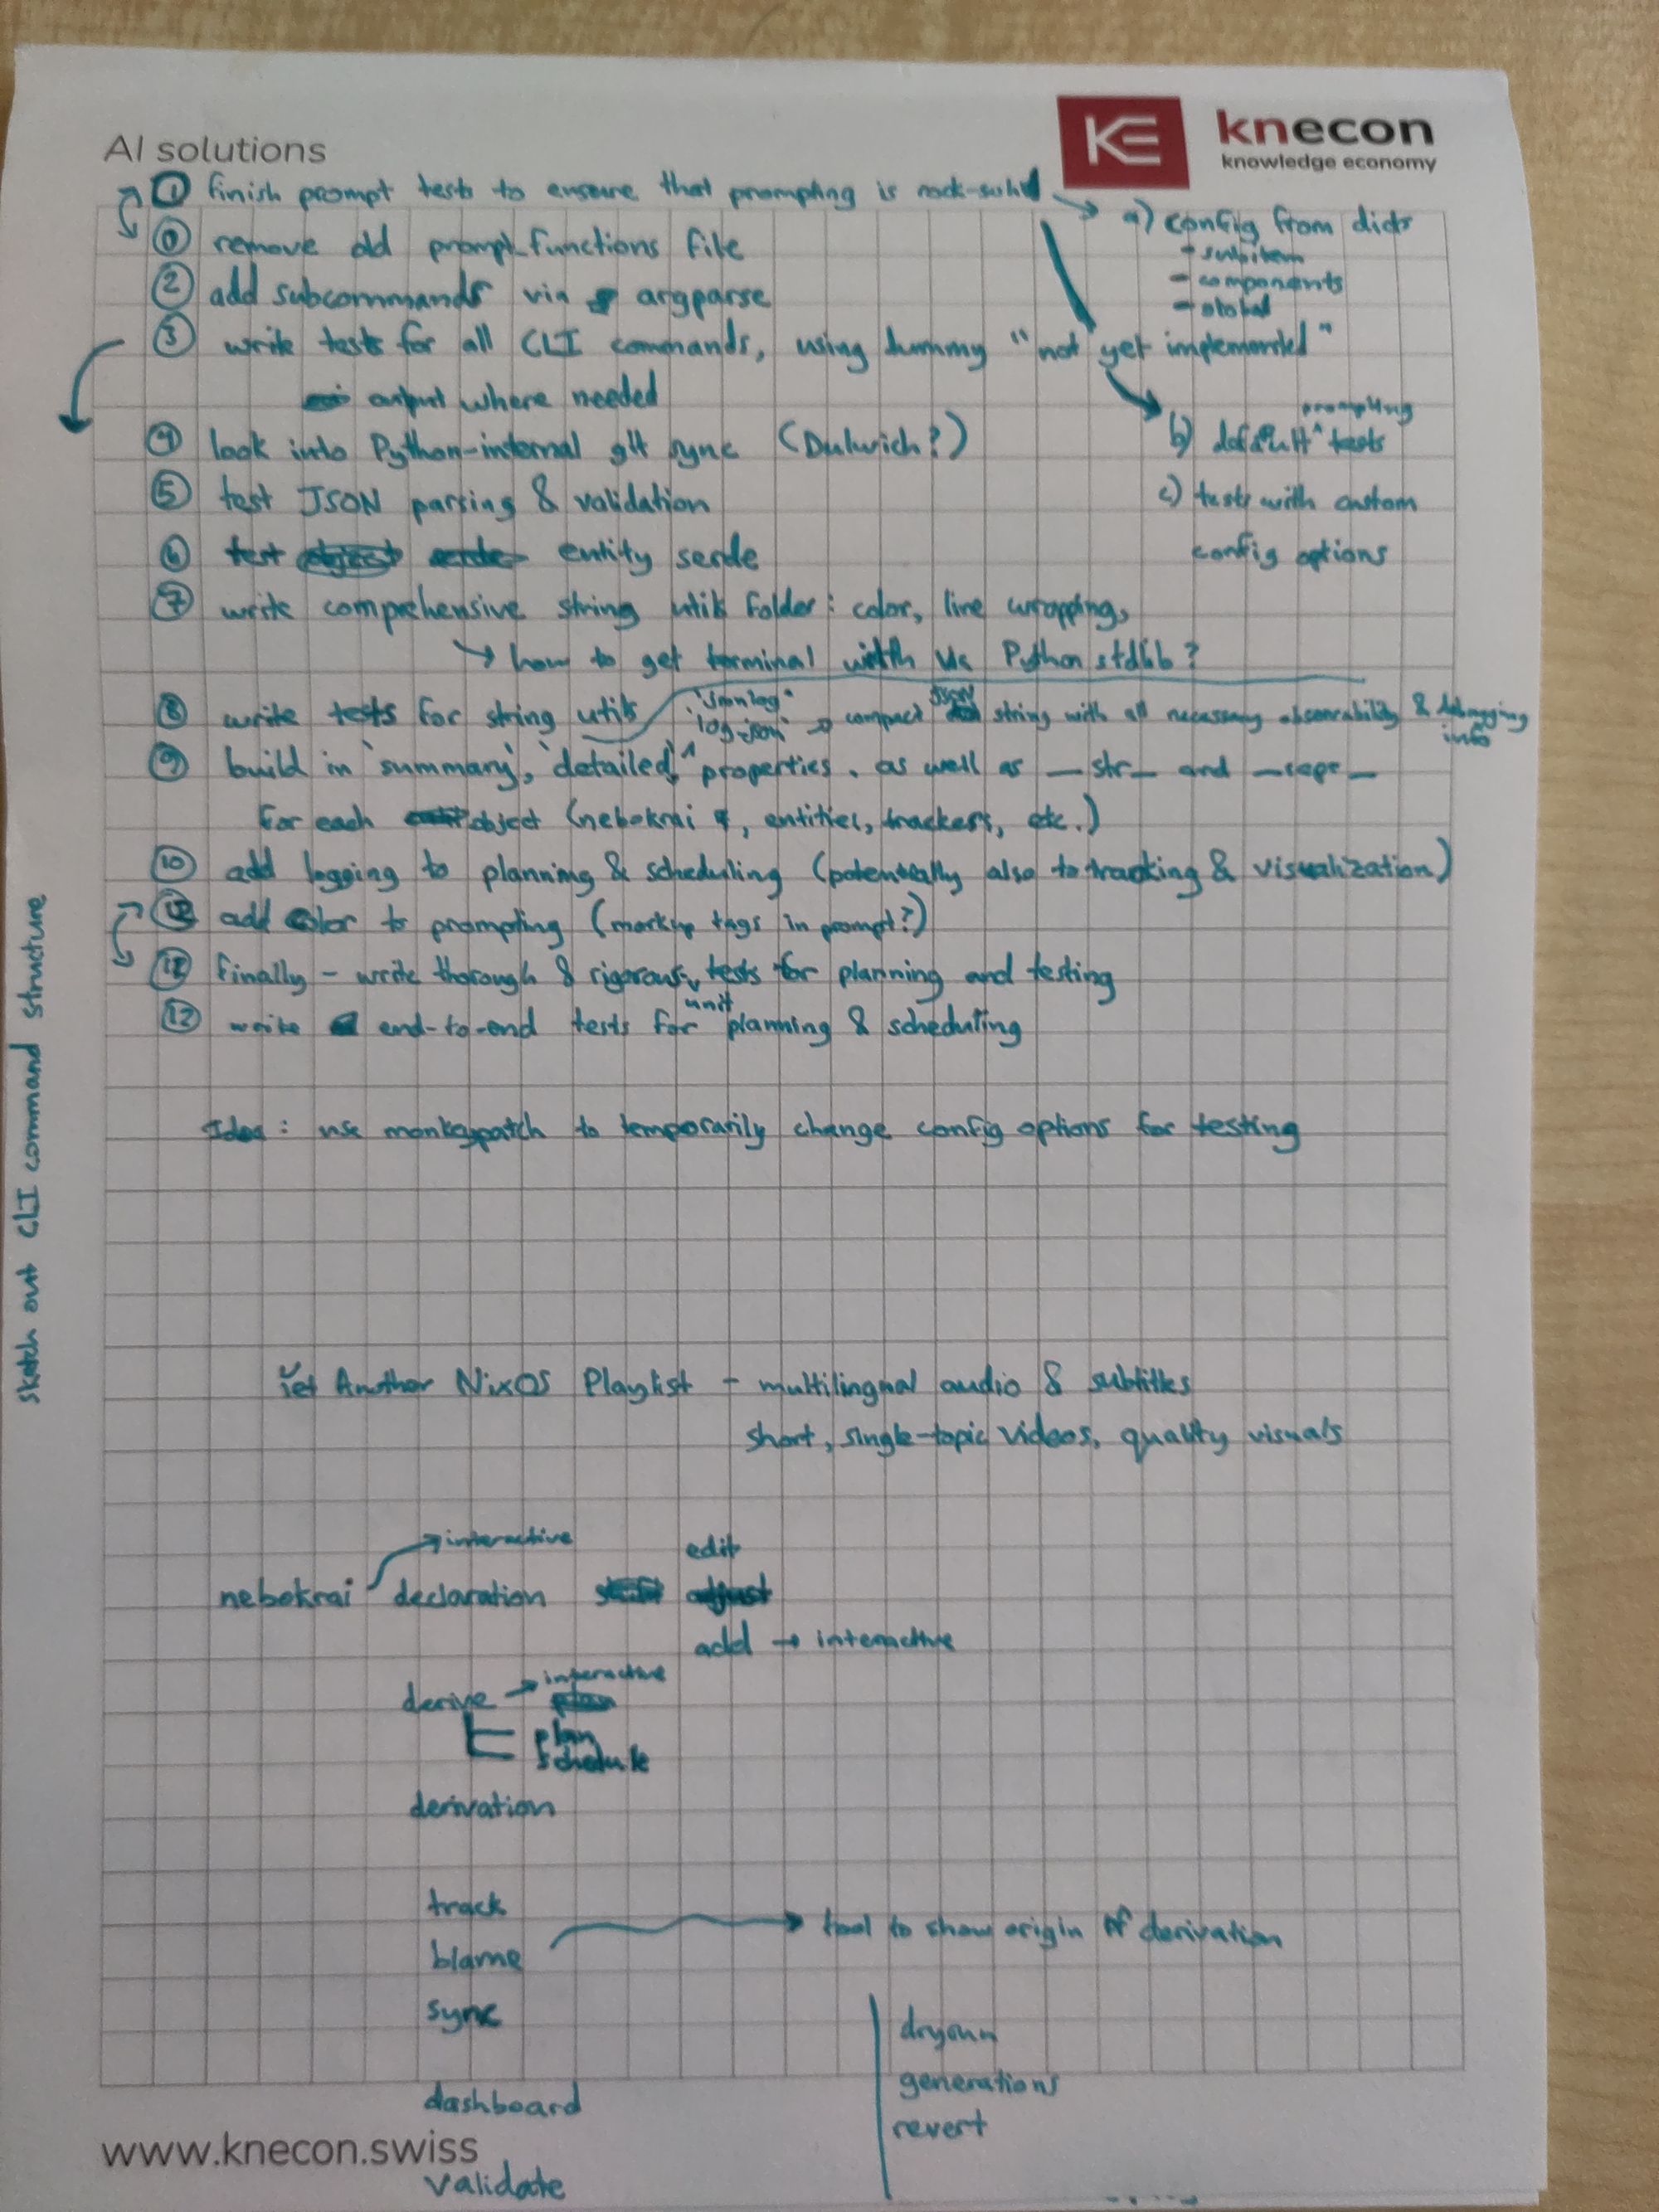 AI solutions
KE
knecon
knowledge economy
① finish prompt tests to ensure that prompting is rock-solid
a) config from dicts
- subitem
- components
- global
⓪ remove old prompt_functions file
② add subcommands via argparse
③ write tests for all CLI commands, using dummy "not yet implemented"
output where needed
b) default ^ tests
prompting
④ look into Python-internal git sync (Dulwich?)
⑤ test JSON parsing & validation
c) tests with custom
config options
⑥ test entity serde
⑦ write comprehensive string utils folder: color, line wrapping,
↘ how to get terminal width via Python stdlib?
⑧ write tests for string utils
'json log'
'log-json' → compact JSON string with all necessary observability & debugging
info
⑨ build in 'summary', 'detailed' ^ properties, as well as __str__ and __repr__
for each object (nebokrai, entities, trackers, etc.)
⑩ add logging to planning & scheduling (potentially also to tracking & visualization)
⑫ add color to prompting (markup tags in prompt?)
finally - write thorough & rigorous tests for planning and testing
unit
write end-to-end tests for planning & scheduling
sketch out CLI command structure
Idea: use monkeypatch to temporarily change config options for testing
Yet Another NixOS Playlist - multilingual audio & subtitles
short, single-topic videos, quality visuals
→ interactive
edit
nebokrai declaration adjust
add → interactive
derive → interactive
plan
plan
schedule
derivation
track
blame → tool to show origin of derivation
sync
dryrun
generations
dashboard
revert
www.knecon.swiss
validate